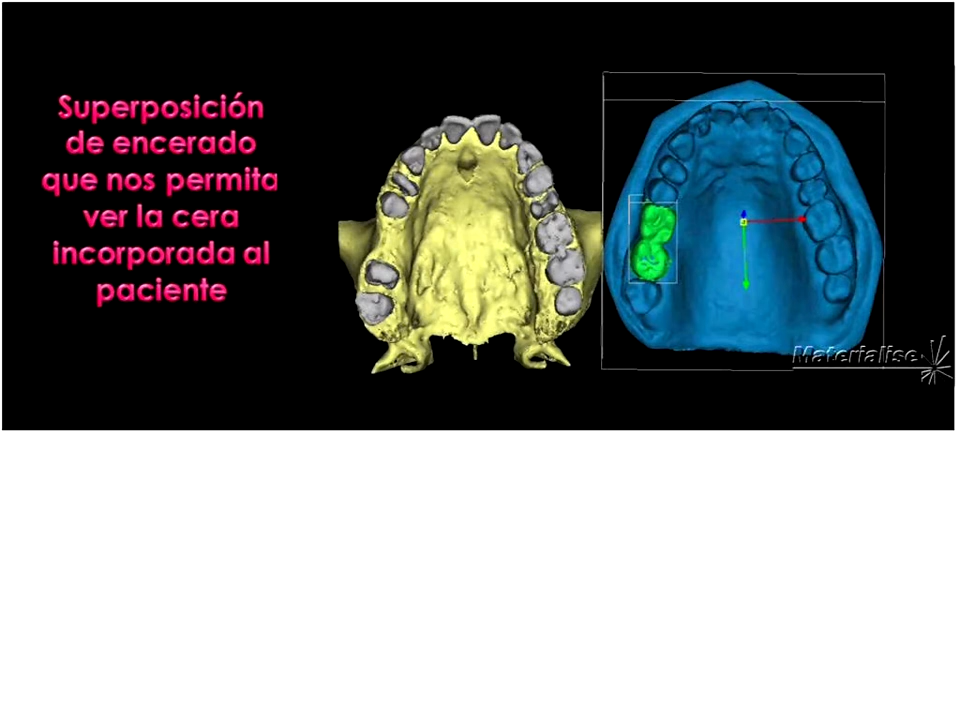 Superposición
de encerado
que nos permita
ver la cera
incorporada al
paciente
Materialise